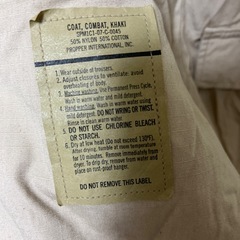 COAT, COMBAT, KHAKI
SPM1C1-07-C-0045
50% NYLON 50% COTTON
PROPPER INTERNATIONAL, INC.
1. Wear outside of trousers.
2. Adjust closures to ventilate: avoid
overheating of body.
3. Machine washing: Use Permanent Press Cycle.
Wash in warm water and mild detergent.
4. Hand washing: Wash in warm water using
mild detergent. DO NOT WRING OR TWIST!
Rinse in clean warm water
5. DO NOT USE CHLORINE BLEACH
OR STARCH.
6. Dry at low heat (Do not exceed 130°F).
After drying, tumble at room temperature
for 10 minutes. Remove immediately from
dryer. To drip dry, remove from water and
place on rust-proof hanger.
DO NOT REMOVE THIS LABEL